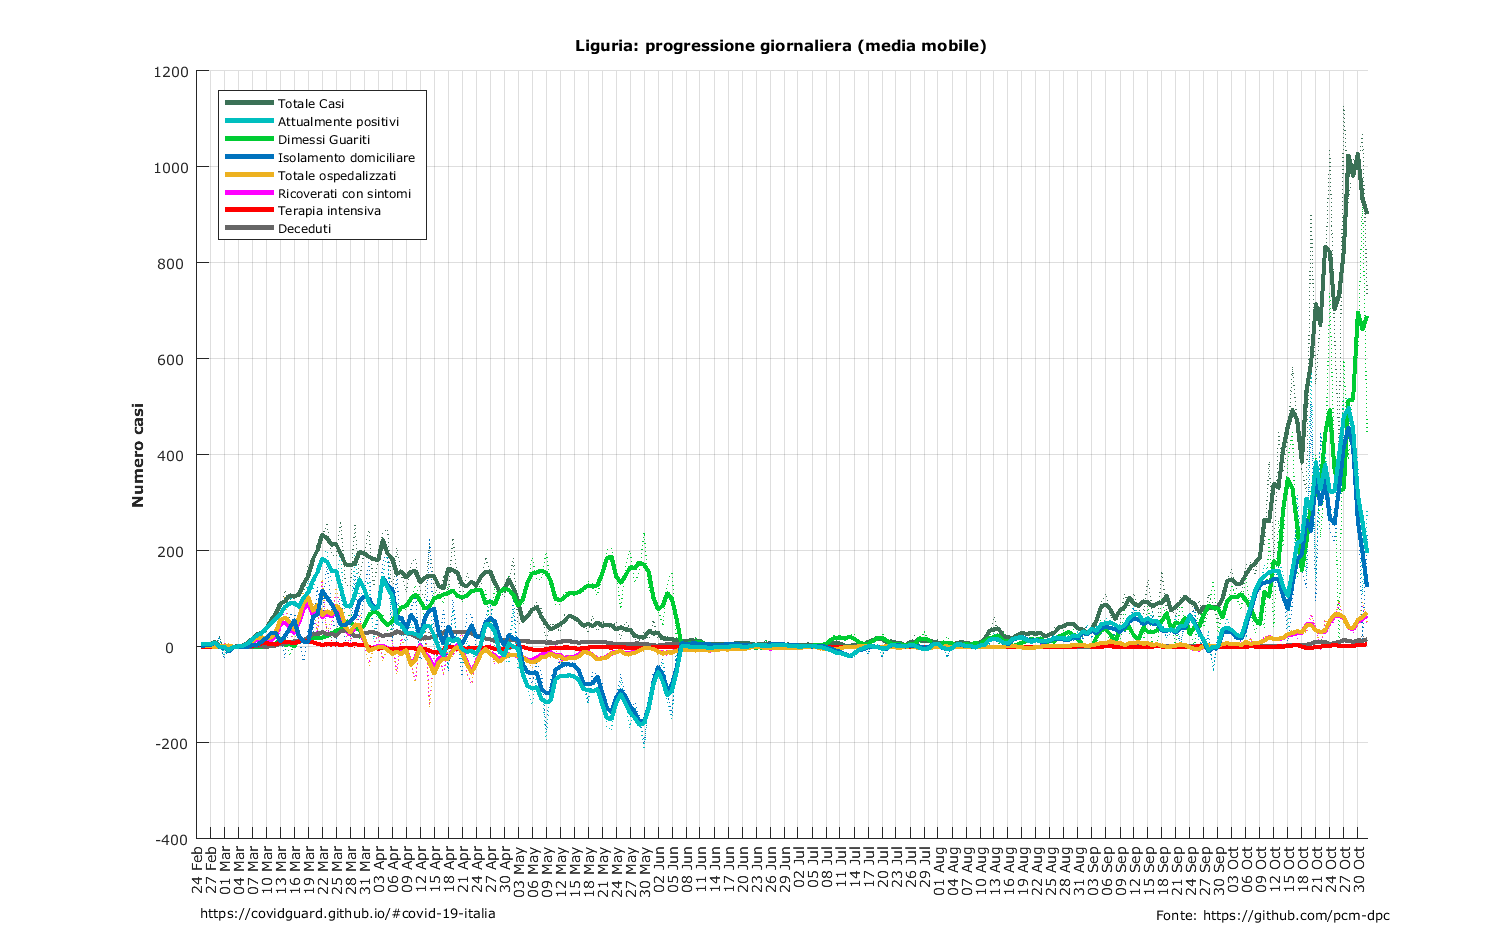 Liguria: progressione giornaliera (media mobile)
1200
1000
800
600
400
200
0
-200
-400
Numero casi
Totale Casi
Attualmente positivi
Dimessi Guariti
Isolamento domiciliare
Totale ospedalizzati
Ricoverati con sintomi
Terapia intensiva
Deceduti
24 Feb
27 Feb
01 Mar
04 Mar
07 Mar
10 Mar
13 Mar
16 Mar
19 Mar
22 Mar
25 Mar
28 Mar
31 Mar
03 Apr
06 Apr
09 Apr
12 Apr
15 Apr
18 Apr
21 Apr
24 Apr
27 Apr
30 Apr
03 May
06 May
09 May
12 May
15 May
18 May
21 May
24 May
27 May
30 May
02 Jun
05 Jun
08 Jun
11 Jun
14 Jun
17 Jun
20 Jun
23 Jun
26 Jun
29 Jun
02 Jul
05 Jul
08 Jul
11 Jul
14 Jul
17 Jul
20 Jul
23 Jul
26 Jul
29 Jul
01 Aug
04 Aug
07 Aug
10 Aug
13 Aug
16 Aug
19 Aug
22 Aug
25 Aug
28 Aug
31 Aug
03 Sep
06 Sep
09 Sep
12 Sep
15 Sep
18 Sep
21 Sep
24 Sep
27 Sep
30 Sep
03 Oct
06 Oct
09 Oct
12 Oct
15 Oct
18 Oct
21 Oct
24 Oct
27 Oct
30 Oct
https://covidguard.github.io/#covid-19-italia
Fonte: https://github.com/pcm-dpc